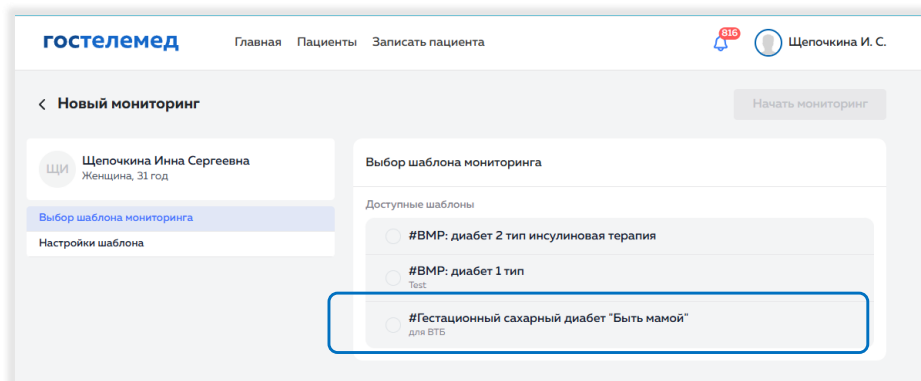 гостелемед Главная Пациенты Записать пациента 816 Щепочкина И. С.
< Новый мониторинг Начать мониторинг
ЩИ Щепочкина Инна Сергеевна
Женщина, 31 год
Выбор шаблона мониторинга
Настройки шаблона
Выбор шаблона мониторинга
Доступные шаблоны
#ВМР: диабет 2 тип инсулиновая терапия
#ВМР: диабет 1 тип
Test
#Гестационный сахарный диабет "Быть мамой"
для ВТБ